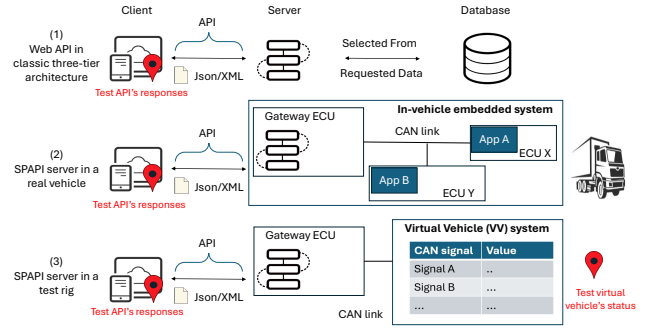 Client
Server
Database
(1)
Web API in
classic three-tier
architecture
API
Json/XML
Test API's responses
Selected From
Requested Data
(2)
SPAPI server in a
real vehicle
API
Json/XML
Test API's responses
In-vehicle embedded system
Gateway ECU
CAN link
App A
ECU X
App B
ECU Y
(3)
SPAPI server in a
test rig
API
Json/XML
Test API's responses
Gateway ECU
CAN link
Virtual Vehicle (VV) system
CAN signal Value
Signal A ..
Signal B ...
... ...
Test virtual
vehicle's status